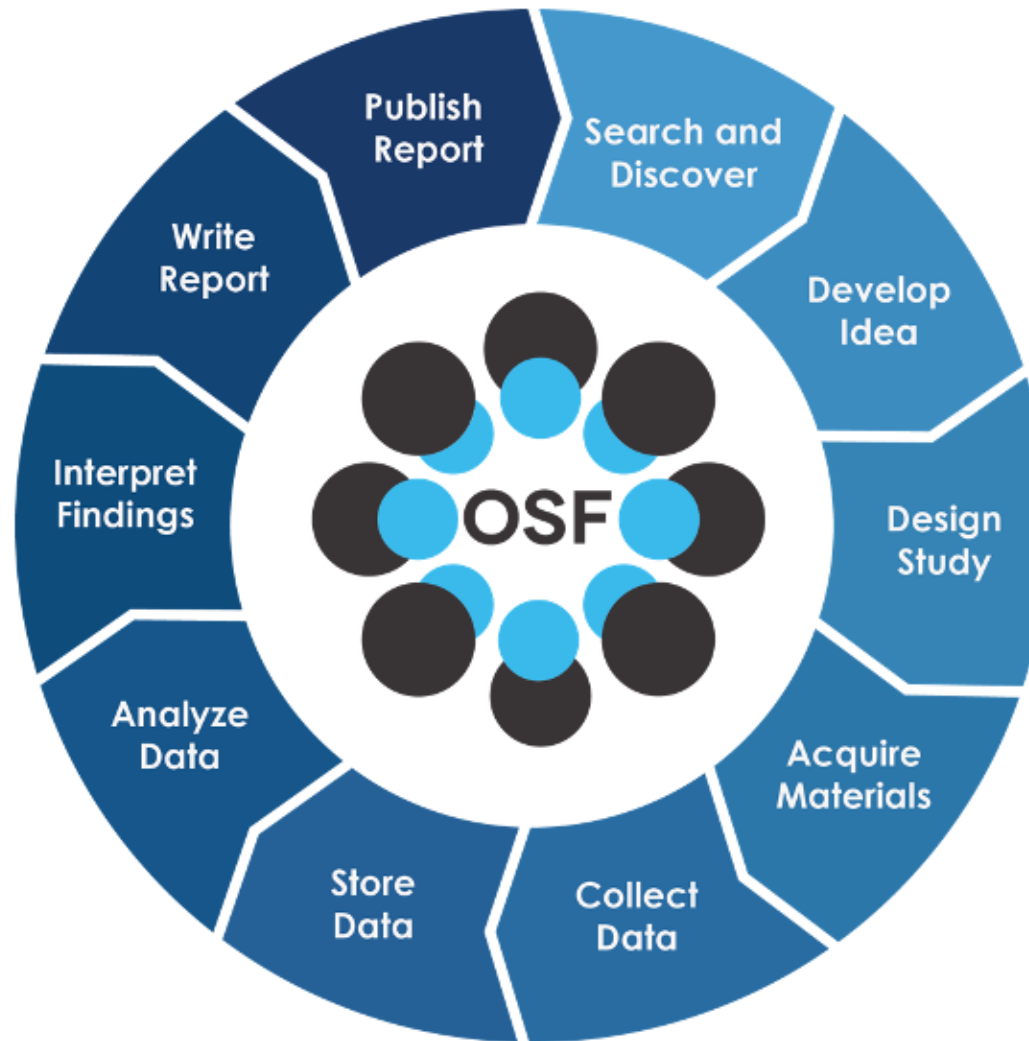 Search and
Discover
Develop
Idea
Design
Study
Acquire
Materials
Collect
Data
Store
Data
Analyze
Data
Interpret
Findings
Write
Report
Publish
Report
OSF